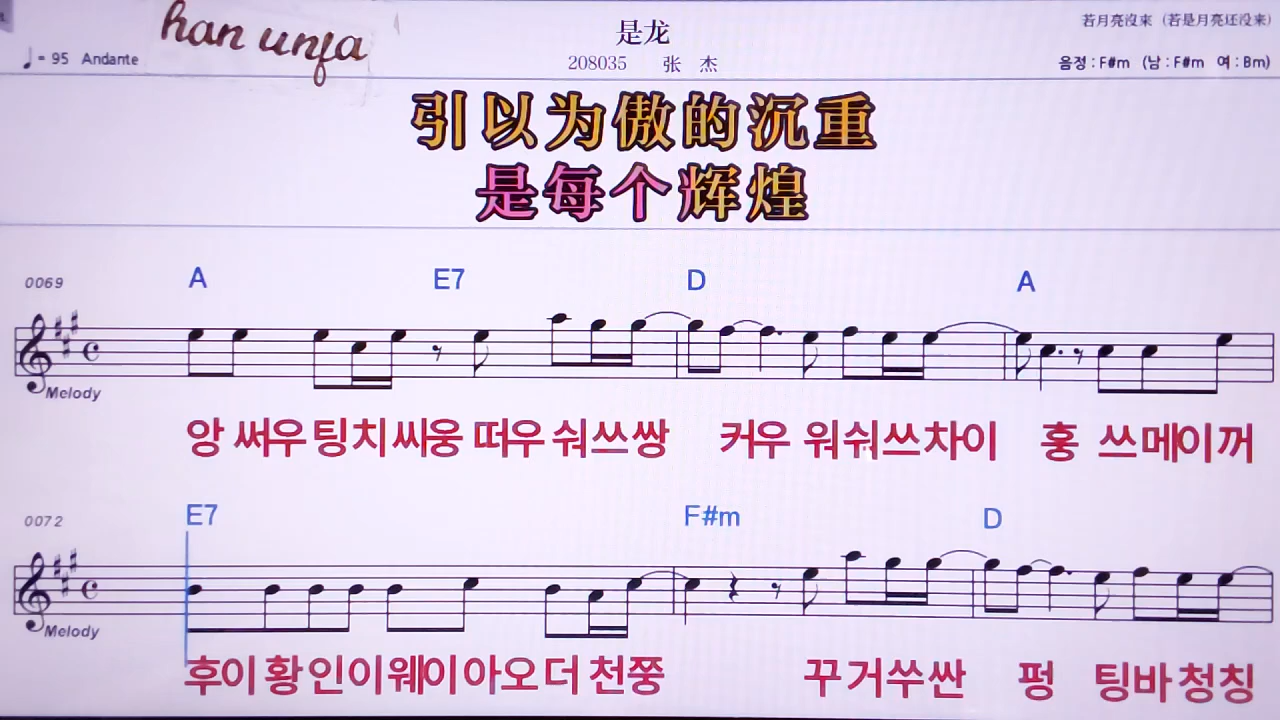 han unja
是龙
若月亮沒来 (若是月亮还没来)
♩= 95 Andante
208035 张 杰
음정 : F#m (남 : F#m 여 : Bm)
引以为傲的沉重
是每个辉煌
0069 A E7 D A
Melody
앙 써우 팅치 씨웅 떠우 숴쓰쌍 커우 워쉬쓰차이 훙 쓰메이꺼
0072 E7 F#m D
Melody
후이 황인이웨이아오더 천쭝 꾸거쑤싼 펑 팅바청칭